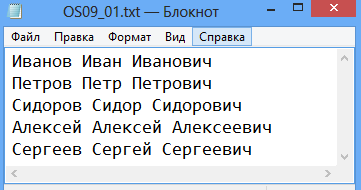 OS09_01.txt — Блокнот
Файл Правка Формат Вид Справка
Иванов Иван Иванович
Петров Петр Петрович
Сидоров Сидор Сидорович
Алексей Алексей Алексеевич
Сергеев Сергей Сергеевич